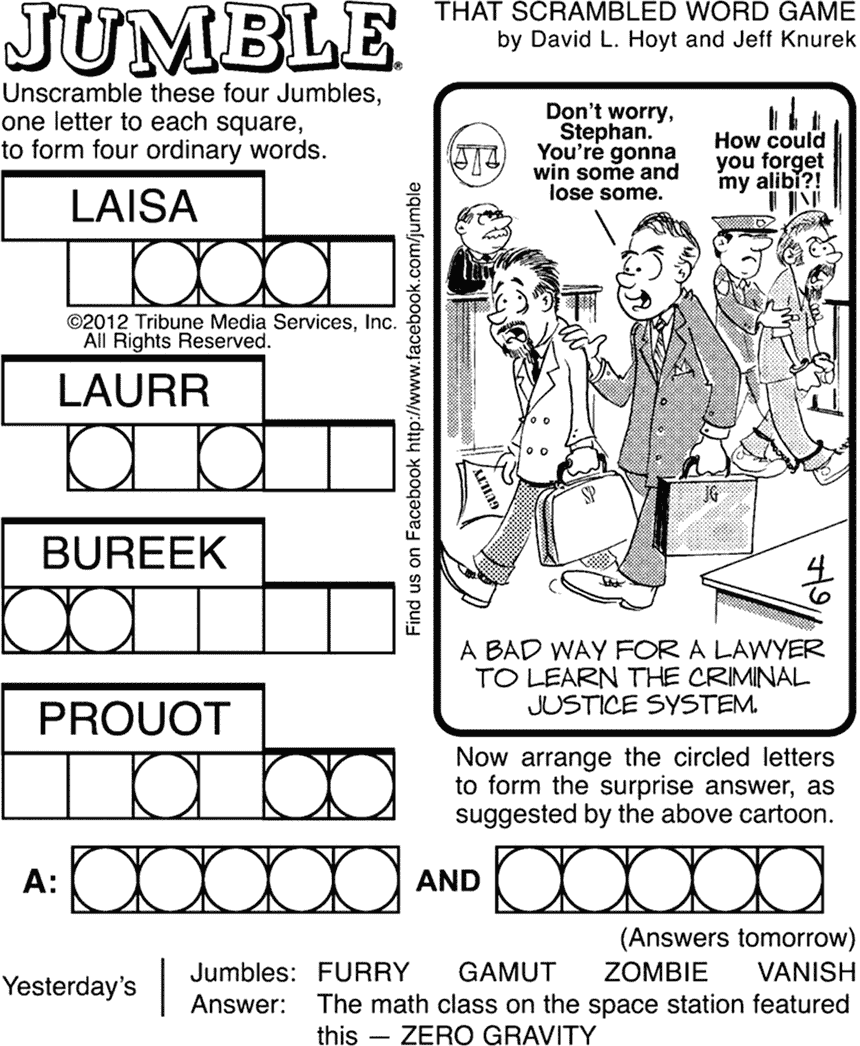 JUMBLE®
THAT SCRAMBLED WORD GAME
by David L. Hoyt and Jeff Knurek
Unscramble these four Jumbles,
one letter to each square,
to form four ordinary words.
LAISA
©2012 Tribune Media Services, Inc.
All Rights Reserved.
LAURR
BUREEK
PROUOT
Find us on Facebook http://www.facebook.com/jumble
Don't worry,
Stephan.
You're gonna
win some and
lose some.
How could
you forget
my alibi?!
GUILTY
SP
JG
4/6
A BAD WAY FOR A LAWYER
TO LEARN THE CRIMINAL
JUSTICE SYSTEM.
Now arrange the circled letters
to form the surprise answer, as
suggested by the above cartoon.
A: AND
(Answers tomorrow)
Yesterday's
Jumbles: FURRY GAMUT ZOMBIE VANISH
Answer: The math class on the space station featured
this — ZERO GRAVITY